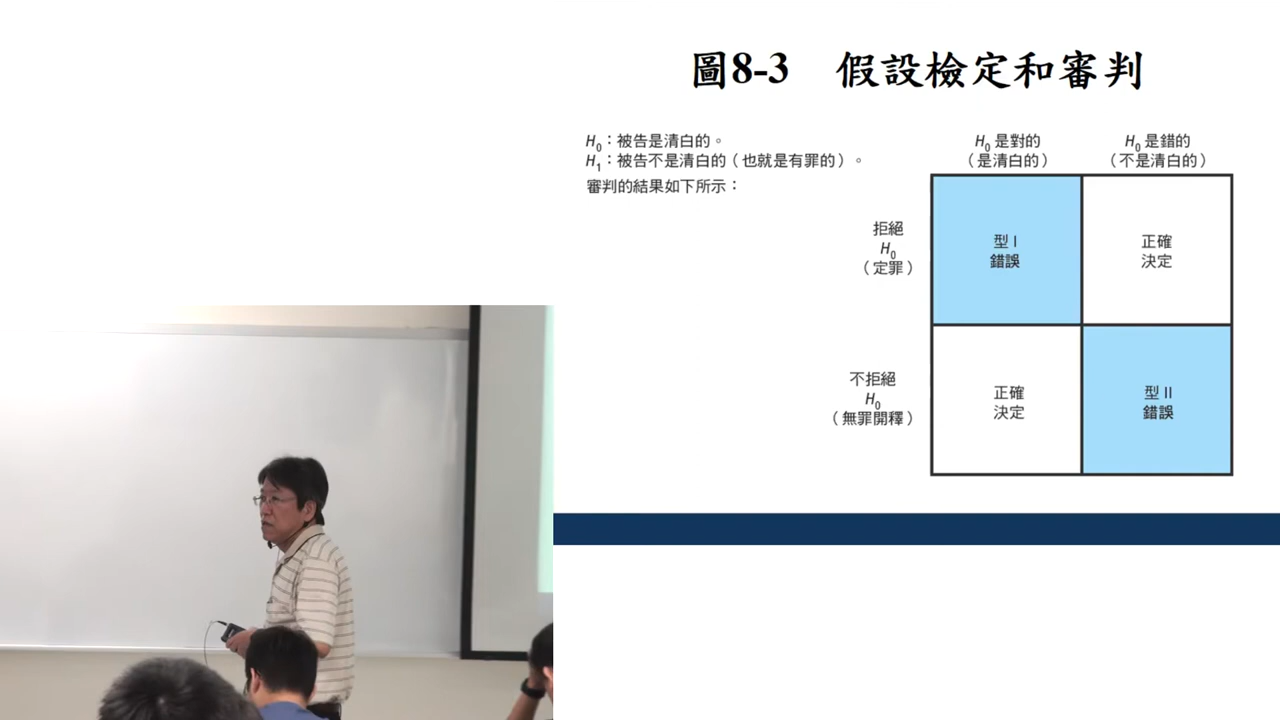 圖8-3 假設檢定和審判
H0：被告是清白的。
H1：被告不是清白的（也就是有罪的）。
審判的結果如下所示：
H0 是對的
（是清白的）
H0 是錯的
（不是清白的）
拒絕
H0
（定罪）
型 I
錯誤
正確
決定
不拒絕
H0
（無罪開釋）
正確
決定
型 II
錯誤